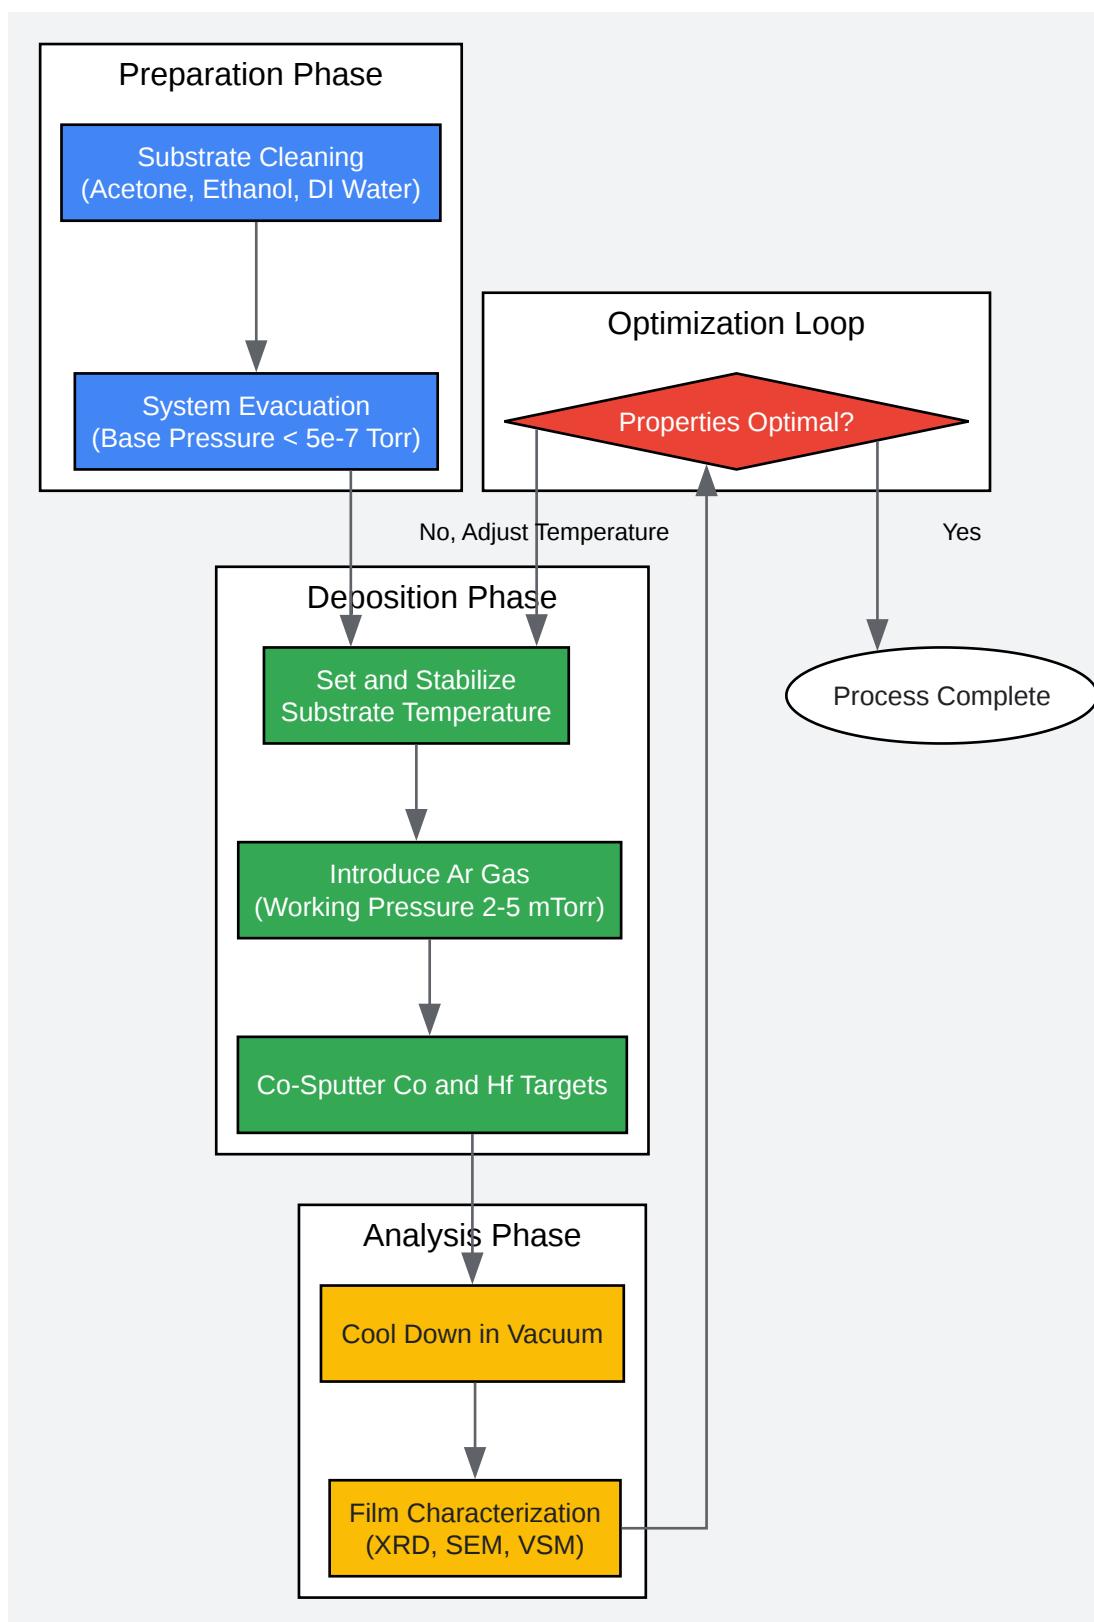 Preparation Phase
Substrate Cleaning
(Acetone, Ethanol, DI Water)
System Evacuation
(Base Pressure < 5e-7 Torr)
Optimization Loop
Properties Optimal?
No, Adjust Temperature
Yes
Deposition Phase
Set and Stabilize
Substrate Temperature
Process Complete
Introduce Ar Gas
(Working Pressure 2-5 mTorr)
Co-Sputter Co and Hf Targets
Analysis Phase
Cool Down in Vacuum
Film Characterization
(XRD, SEM, VSM)